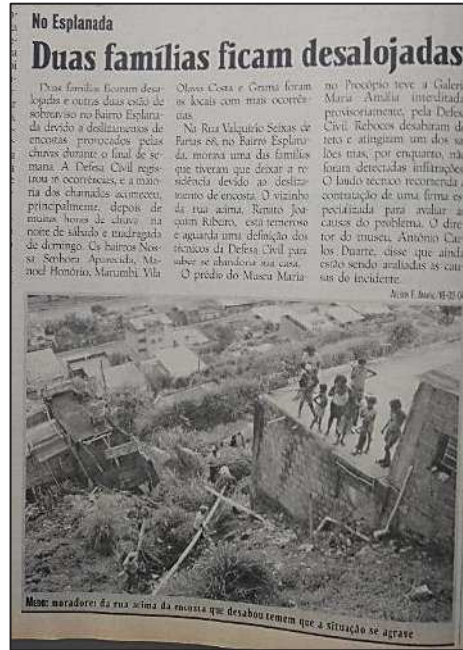 No Esplanada
Duas famílias ficam desalojadas
Duas famílias ficaram desa-
lojadas e outras duas estão de
sobreaviso no Bairro Esplana-
da devido a deslizamentos de
encostas provocados pelas
chuvas durante o final de se-
mana. A Defesa Civil regis-
trou 16 ocorrências, e a maio-
ria dos chamados aconteceu,
principalmente, depois de
muitas horas de chuva na
noite de sábado e madrugada
de domingo. Os bairros Nos-
sa Senhora Aparecida, Ma-
noel Honório, Marumbi, Vila
Olavo Costa e Grama foram
os locais com mais ocorrên-
cias.
Na Rua Valquírio Seixas de
Farias 68, no Bairro Esplana-
da, morava uma das famílias
que tiveram que deixar a re-
sidência devido ao desliza-
mento de encosta. O vizinho
da rua acima, Renato Joa-
quim Ribeiro, está temeroso
e aguarda uma definição dos
técnicos da Defesa Civil para
saber se abandona sua casa.
O prédio do Museu Maria-
no Procópio teve a Galeri
Maria Amália interditada
provisoriamente, pela Defes
Civil. Rebocos desabaram do
teto e atingiram um dos sa
lões mas, por enquanto, não
foram detectadas infiltraçõe
O laudo técnico recomenda a
contratação de uma firma es
pecializada para avaliar as
causas do problema. O dire
tor do museu, Antônio Car
los Duarte, disse que ainda
estão sendo avaliadas as cau
sas do incidente.
Medo: moradores da rua acima da encosta que desabou temem que a situação se agrave